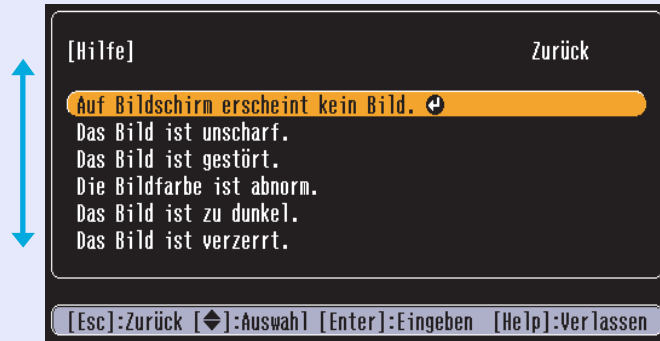 [Hilfe] Zurück
Auf Bildschirm erscheint kein Bild.
Das Bild ist unscharf.
Das Bild ist gestört.
Die Bildfarbe ist abnorm.
Das Bild ist zu dunkel.
Das Bild ist verzerrt.
[Esc]:Zurück [◆]:Auswahl [Enter]:Eingeben [Help]:Verlassen